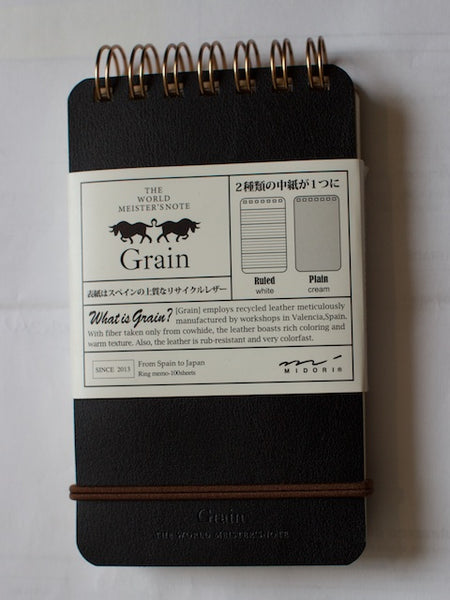 THE
WORLD
MEISTER'S NOTE
Grain
2種類の中紙が1つに
Ruled
white
Plain
cream
表紙はスペインの上質なリサイクルレザー
What is Grain? [Grain] employs recycled leather meticulously
manufactured by workshops in Valencia,Spain.
With fiber taken only from cowhide, the leather boasts rich coloring and
warm texture. Also, the leather is rub-resistant and very colorfast.
SINCE 2013
From Spain to Japan
Ring memo-100sheets
MIDORI®
Grain
THE WORLD MEISTER'S NOTE